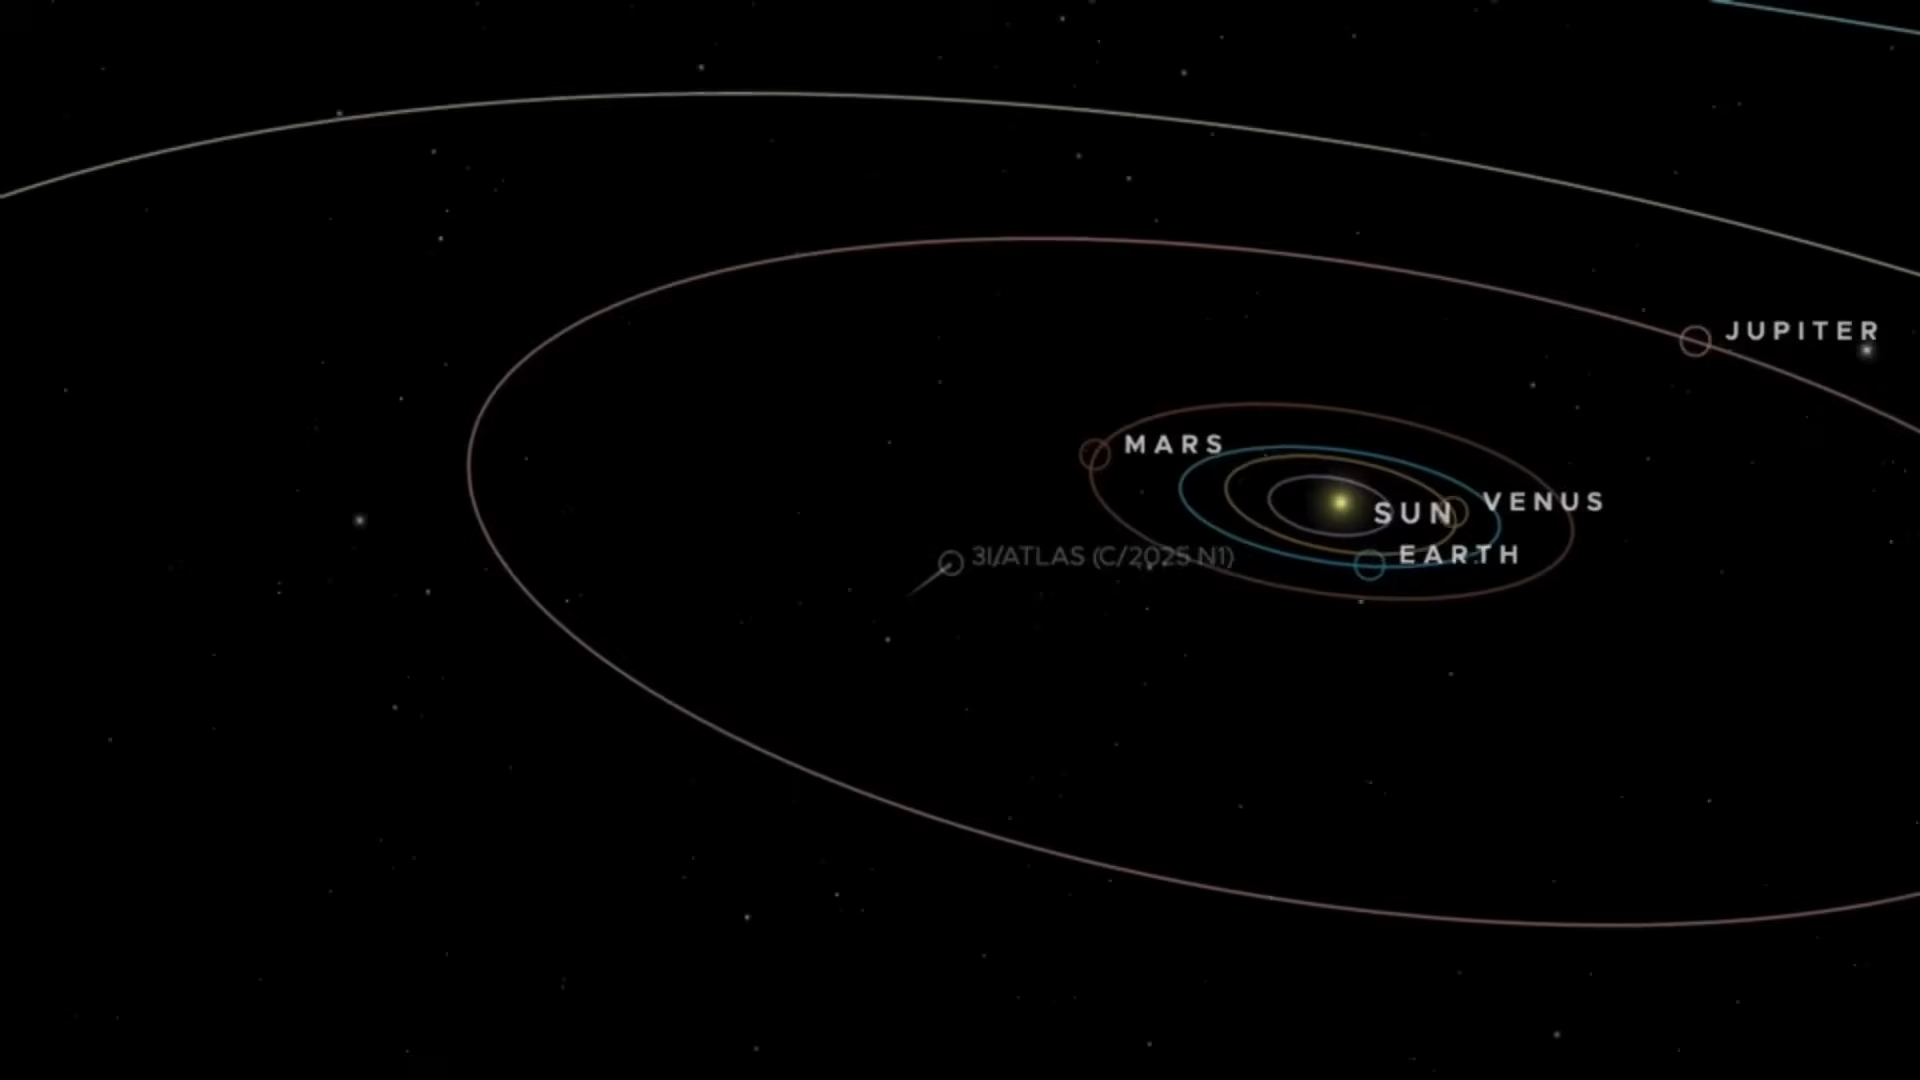 JUPITER
MARS
VENUS
SUN
EARTH
3I/ATLAS (C/2025 N1)